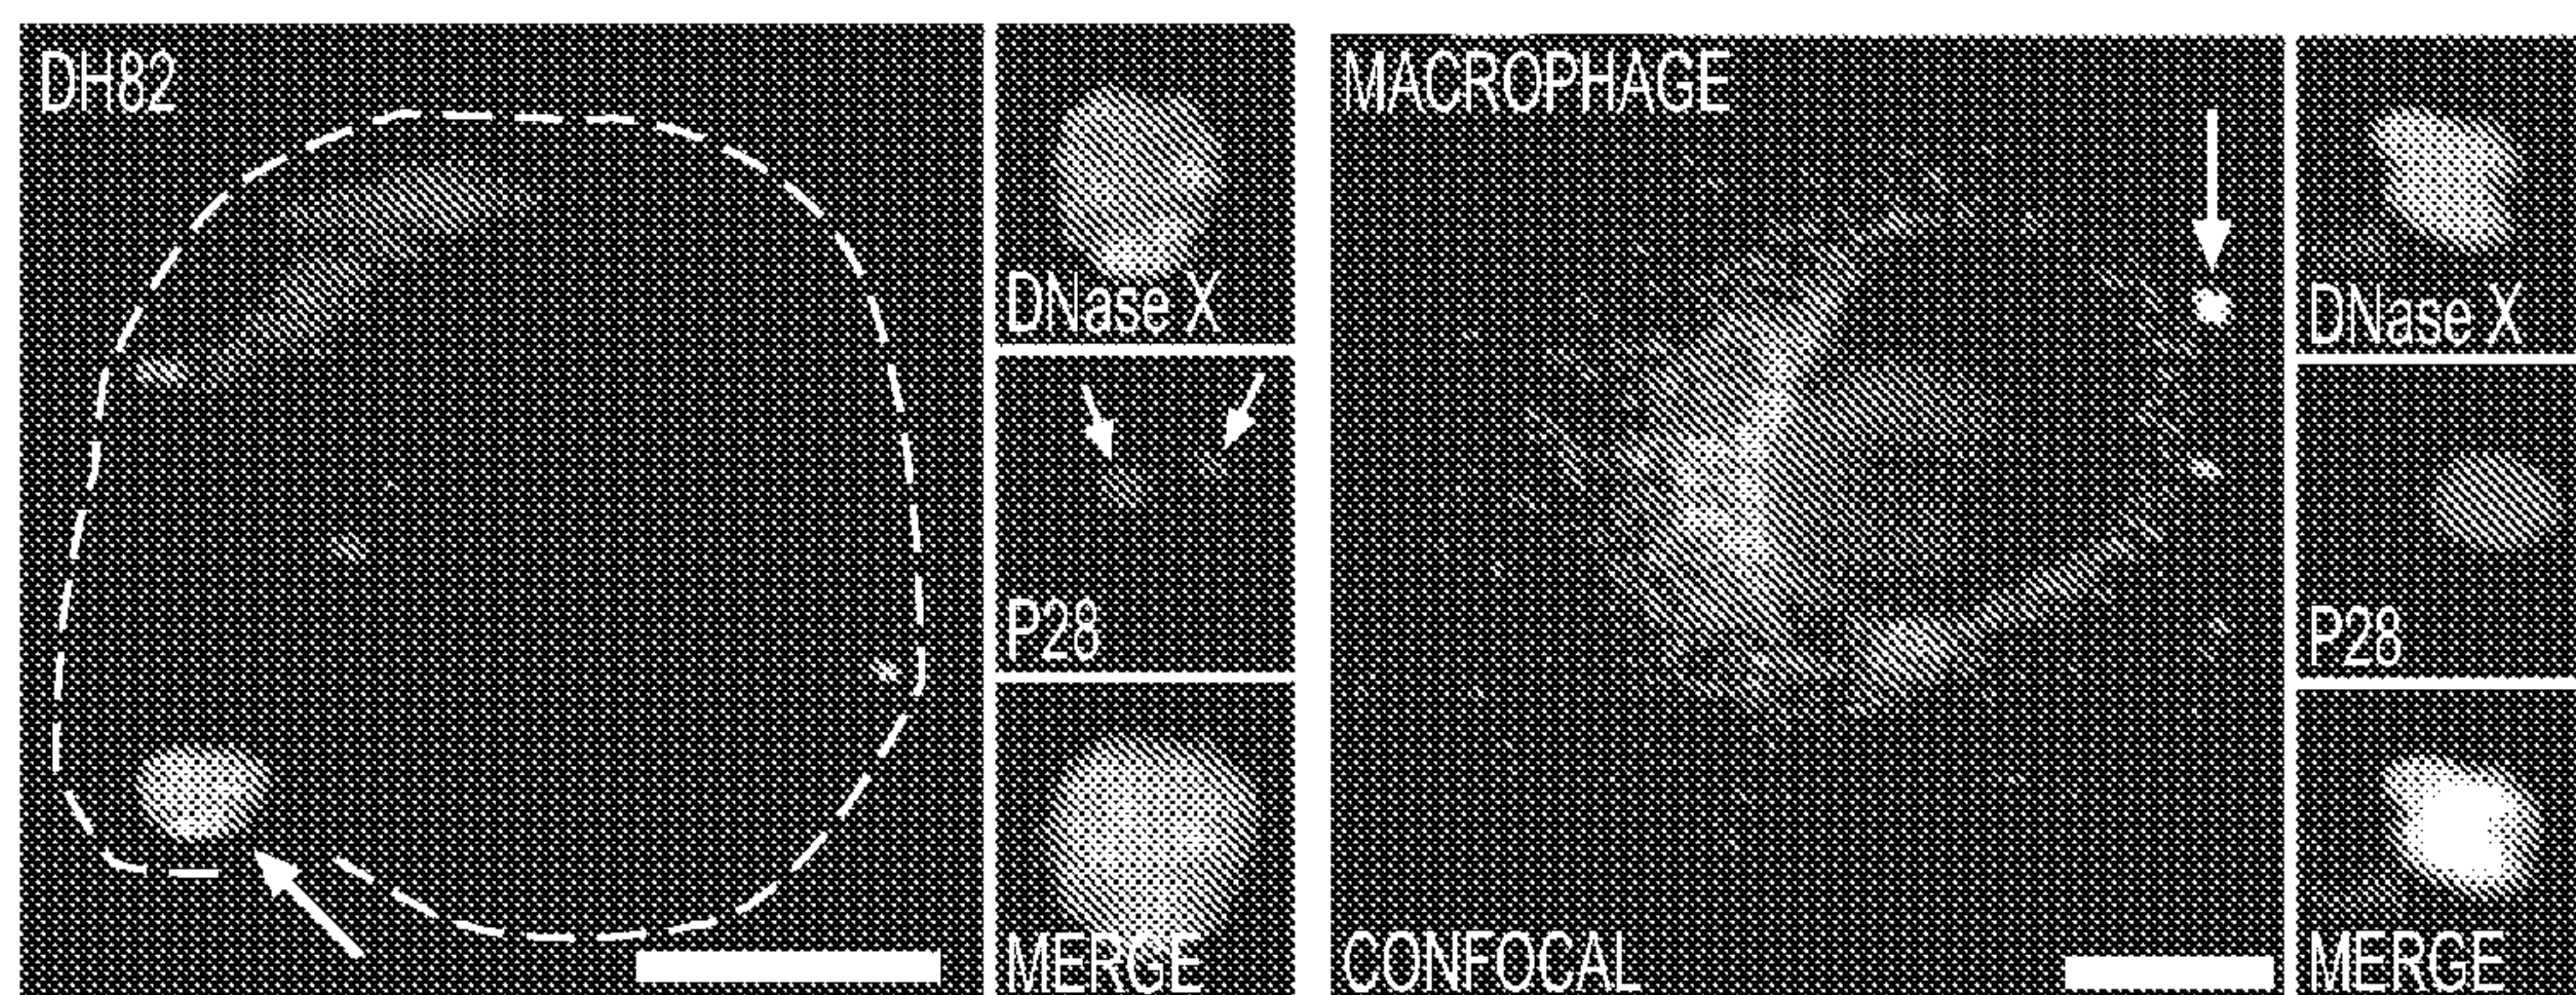 DH82
DNase X
P28
MERGE
MACROPHAGE
CONFOCAL
DNase X
P28
MERGE